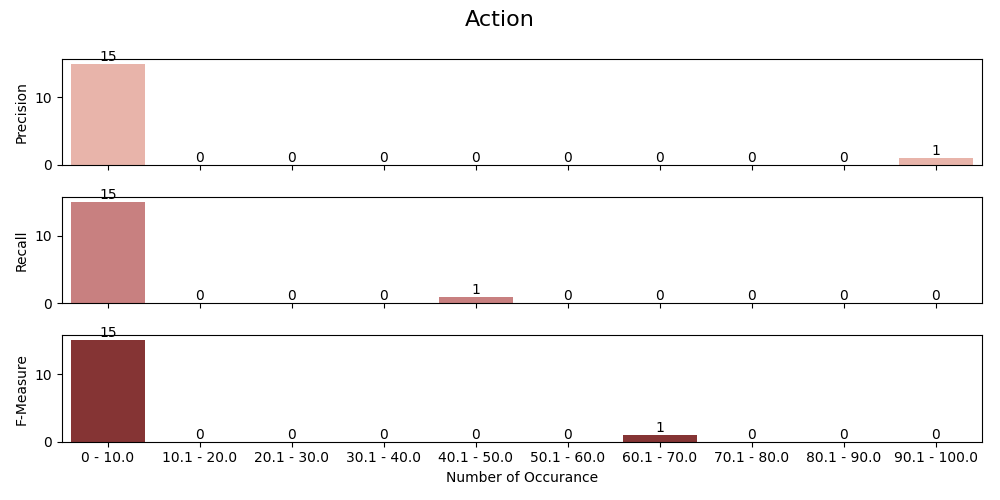 Action
15 0 0 0 0 0 0 0 0 1
10
0
Precision
15 0 0 0 1 0 0 0 0 0
10
0
Recall
15 0 0 0 0 0 1 0 0 0
10
0
F-Measure
0 - 10.0 10.1 - 20.0 20.1 - 30.0 30.1 - 40.0 40.1 - 50.0 50.1 - 60.0 60.1 - 70.0 70.1 - 80.0 80.1 - 90.0 90.1 - 100.0
Number of Occurance